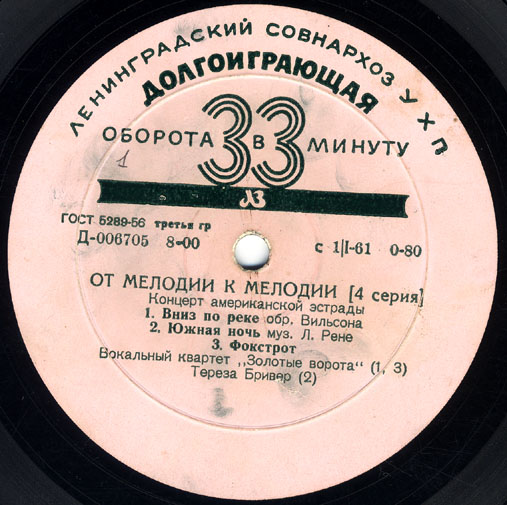 ЛЕНИНГРАДСКИЙ СОВНАРХОЗ УХП
ДОЛГОИГРАЮЩАЯ
ОБОРОТА 33 В МИНУТУ
1
ГОСТ 5289-56 третья гр
Д-006705 8-00 с 1/I-61 0-80
ОТ МЕЛОДИИ К МЕЛОДИИ [4 серия]
Концерт американской эстрады
1. Вниз по реке обр. Вильсона
2. Южная ночь муз. Л. Рене
3. Фокстрот
Вокальный квартет „Золотые ворота" (1, 3)
Тереза Бривер (2)